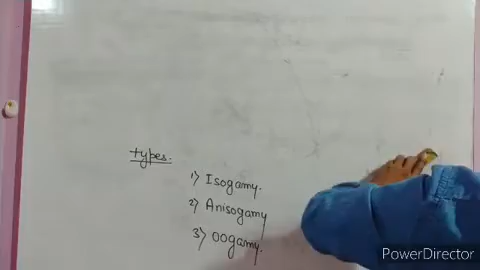 types.
1) Isogamy.
2) Anisogamy
3) oogamy.
PowerDirector